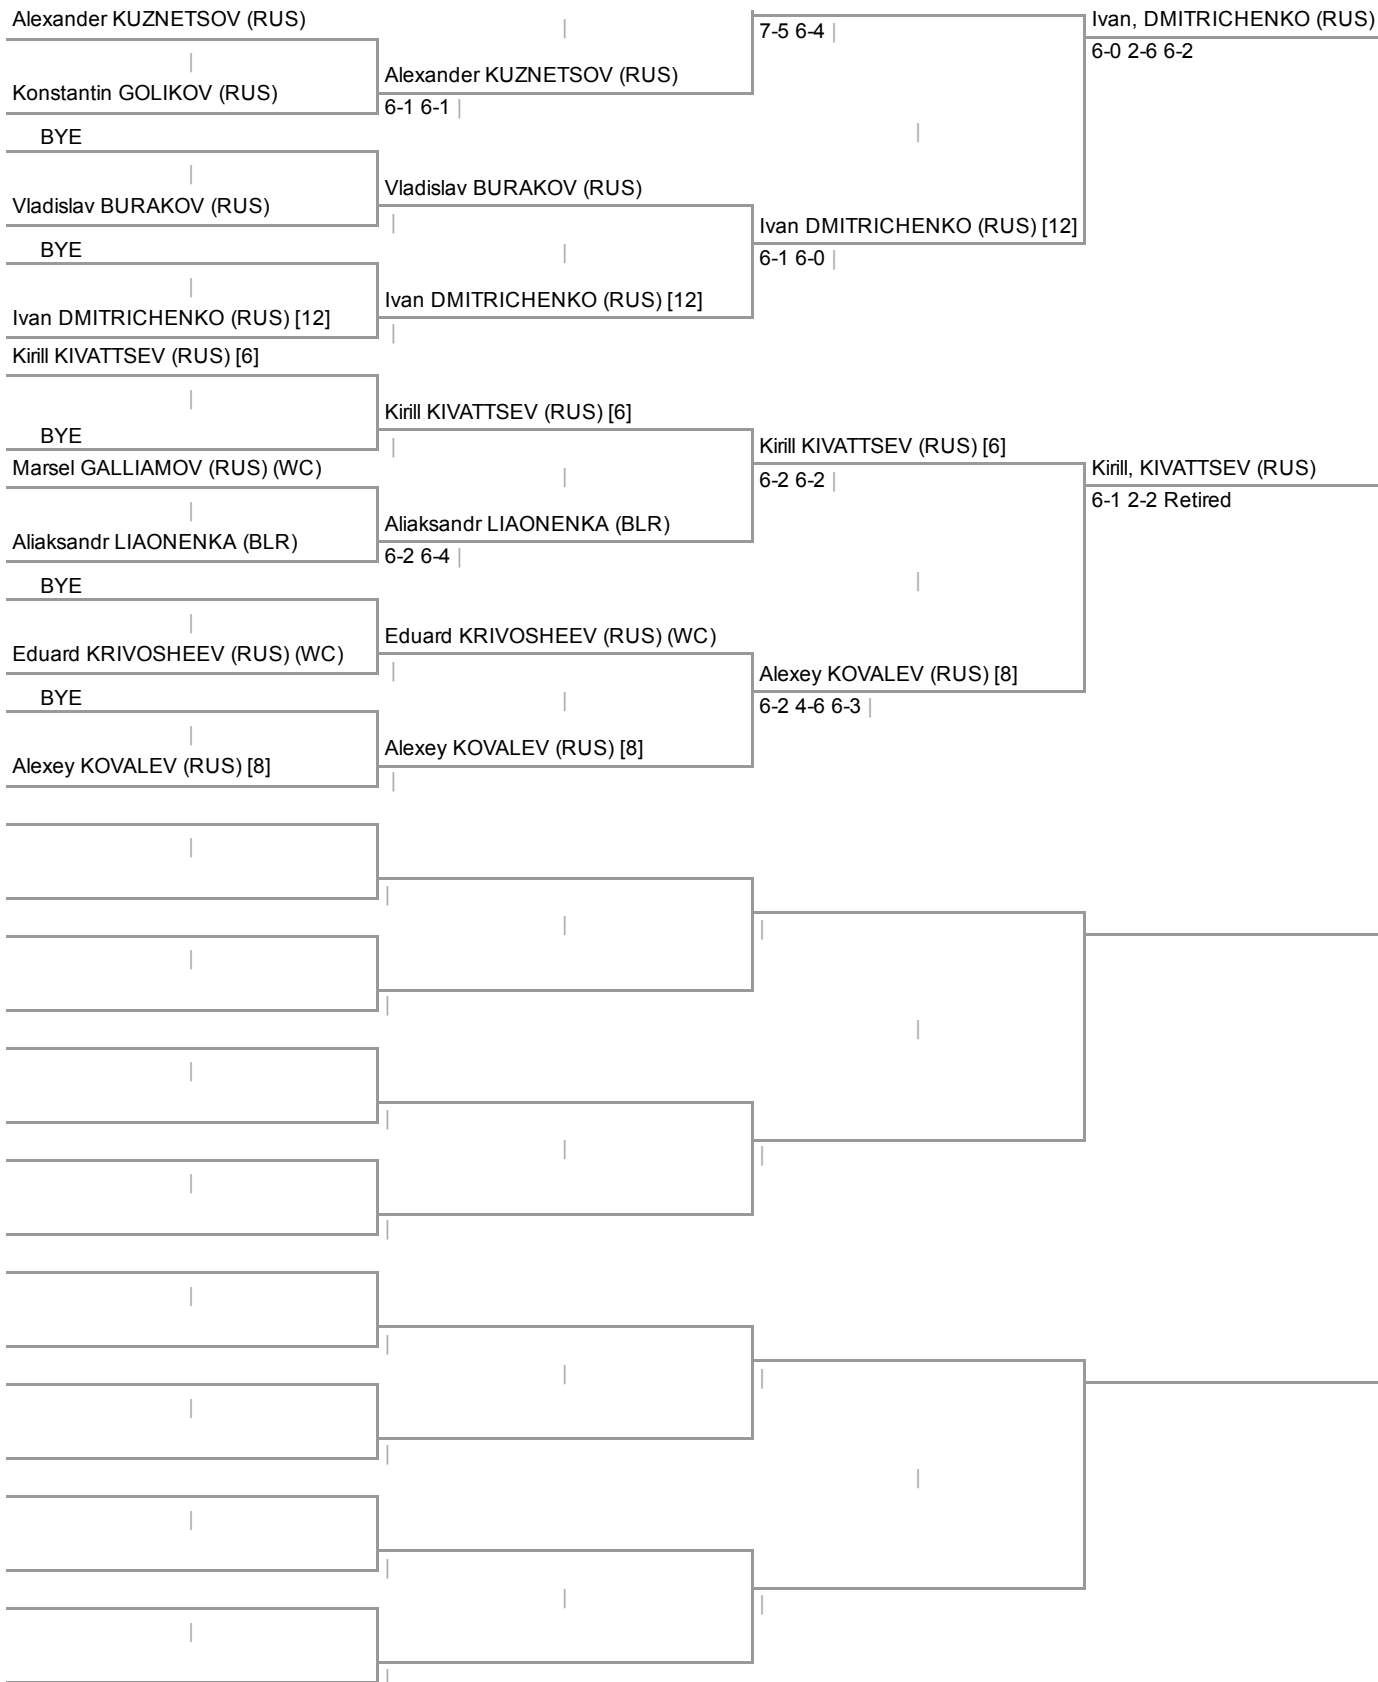 Alexander KUZNETSOV (RUS)
Konstantin GOLIKOV (RUS)
BYE
Vladislav BURAKOV (RUS)
BYE
Ivan DMITRICHENKO (RUS) [12]
Kirill KIVATTSEV (RUS) [6]
BYE
Marsel GALLIAMOV (RUS) (WC)
Aliaksandr LIAONENKA (BLR)
BYE
Eduard KRIVOSHEEV (RUS) (WC)
BYE
Alexey KOVALEV (RUS) [8]
Alexander KUZNETSOV (RUS)
6-1 6-1
Vladislav BURAKOV (RUS)
Ivan DMITRICHENKO (RUS) [12]
Kirill KIVATTSEV (RUS) [6]
Aliaksandr LIAONENKA (BLR)
6-2 6-4
Eduard KRIVOSHEEV (RUS) (WC)
Alexey KOVALEV (RUS) [8]
7-5 6-4
Ivan DMITRICHENKO (RUS) [12]
6-1 6-0
Kirill KIVATTSEV (RUS) [6]
6-2 6-2
Alexey KOVALEV (RUS) [8]
6-2 4-6 6-3
Ivan, DMITRICHENKO (RUS)
6-0 2-6 6-2
Kirill, KIVATTSEV (RUS)
6-1 2-2 Retired